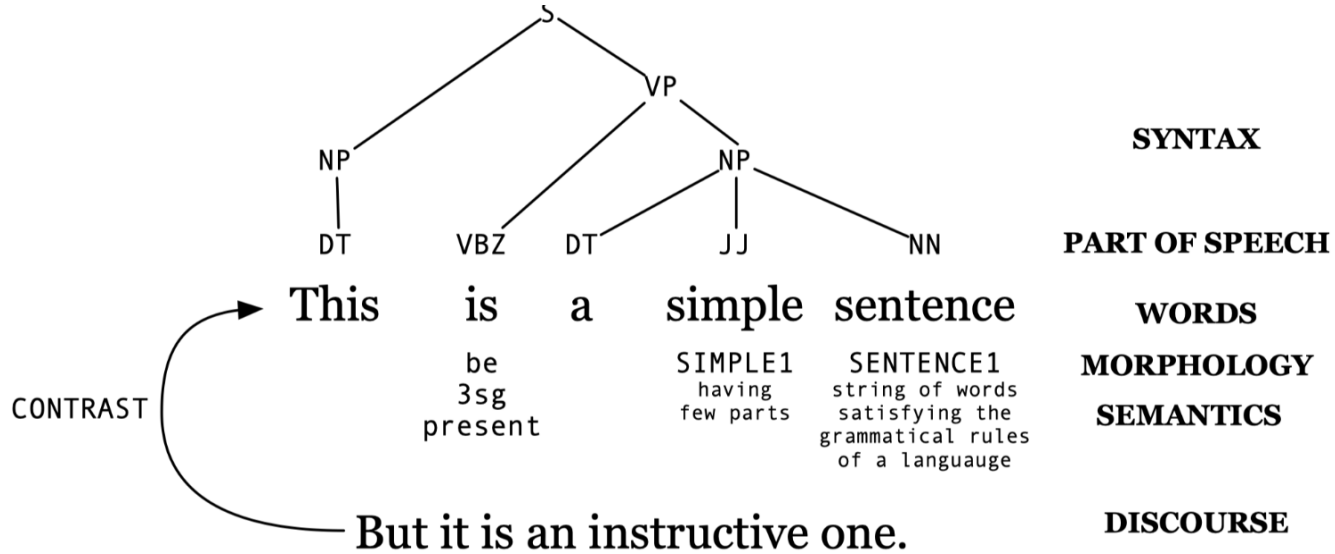 S
VP
NP NP SYNTAX
DT VBZ DT JJ NN PART OF SPEECH
This is a simple sentence WORDS
be SIMPLE1 SENTENCE1 MORPHOLOGY
3sg having string of words
CONTRAST present few parts satisfying the SEMANTICS
grammatical rules
of a languauge
But it is an instructive one. DISCOURSE